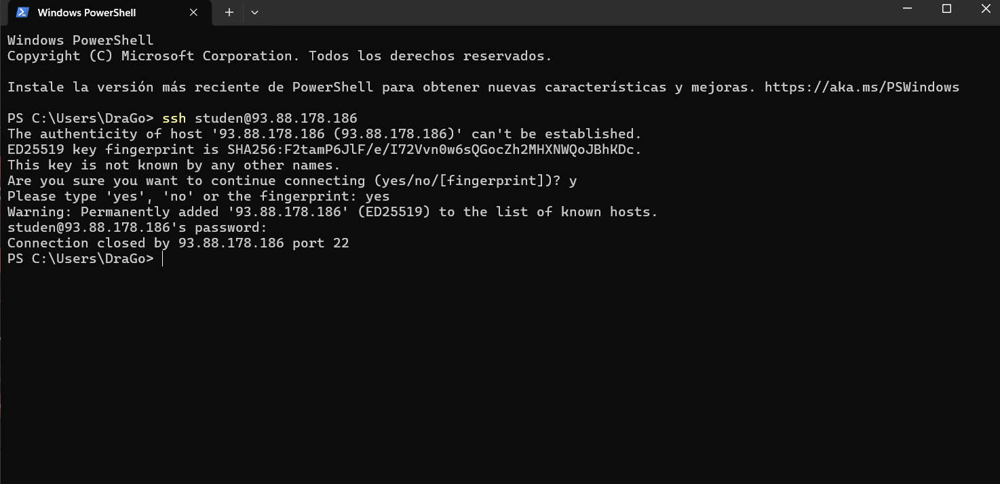 Windows PowerShell
Windows PowerShell
Copyright (C) Microsoft Corporation. Todos los derechos reservados.
Instale la versión más reciente de PowerShell para obtener nuevas características y mejoras. https://aka.ms/PSWindows
PS C:\Users\DraGo> ssh studen@93.88.178.186
The authenticity of host '93.88.178.186 (93.88.178.186)' can't be established.
ED25519 key fingerprint is SHA256:F2tamP6JlF/e/I72Vvn0w6sQGocZh2MHXNWQoJBhKDc.
This key is not known by any other names.
Are you sure you want to continue connecting (yes/no/[fingerprint])? y
Please type 'yes', 'no' or the fingerprint: yes
Warning: Permanently added '93.88.178.186' (ED25519) to the list of known hosts.
studen@93.88.178.186's password:
Connection closed by 93.88.178.186 port 22
PS C:\Users\DraGo>